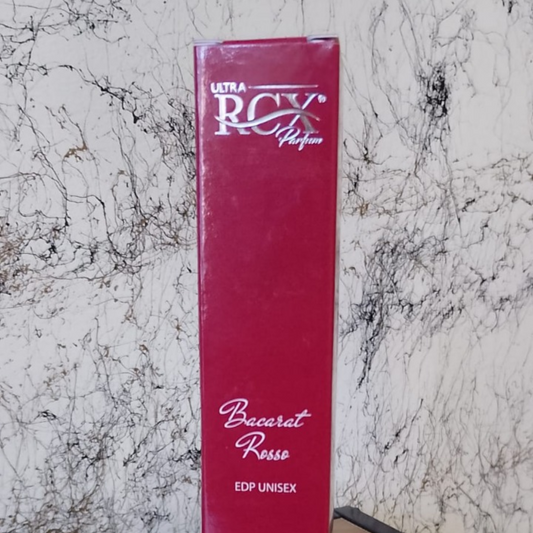 ULTRA
RCX®
Parfum
Bacarat
Rosso
EDP UNISEX